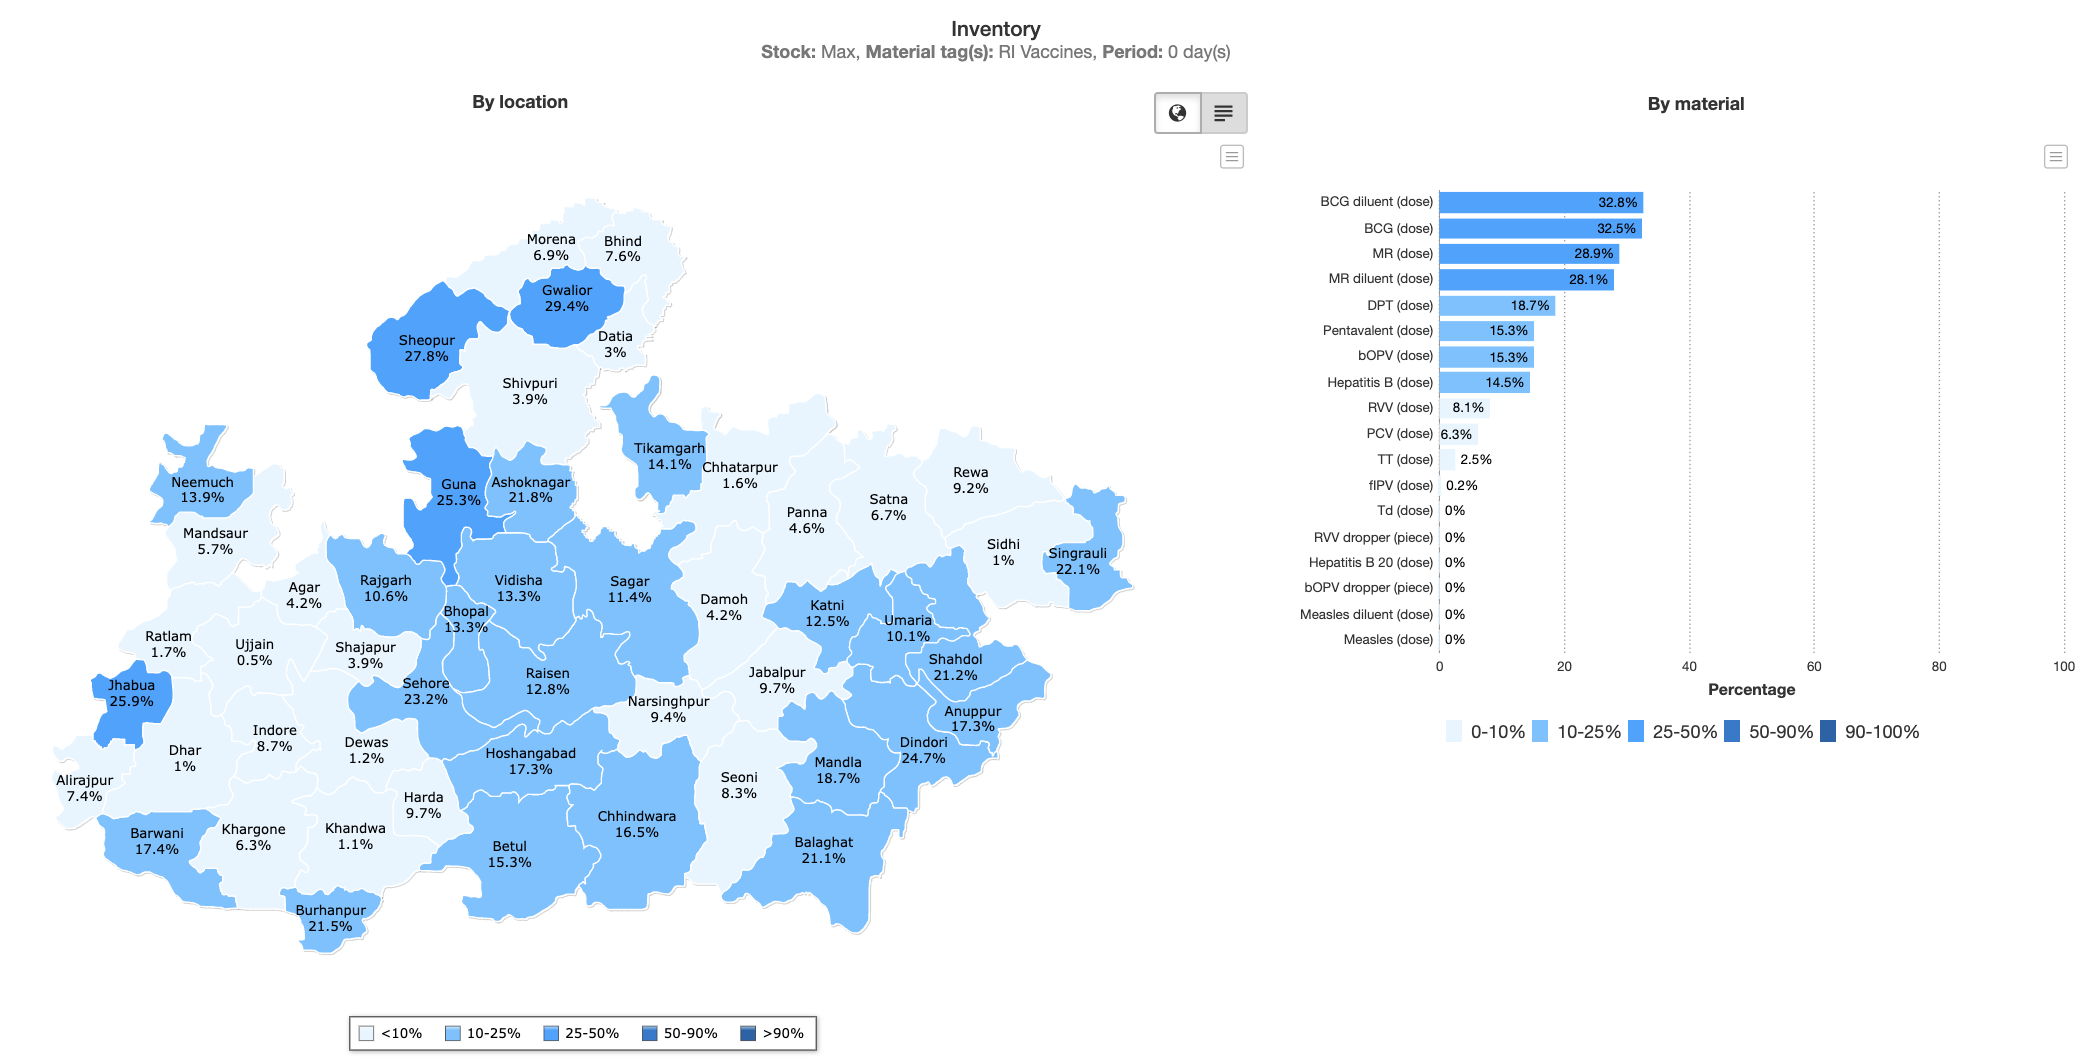 Inventory
Stock: Max, Material tag(s): RI Vaccines, Period: 0 day(s)
By location
Morena
6.9%
Bhind
7.6%
Gwalior
29.4%
Sheopur
27.8%
Datia
3%
Shivpuri
3.9%
Tikamgarh
14.1%
Chhatarpur
1.6%
Neemuch
13.9%
Guna
25.3%
Ashoknagar
21.8%
Rewa
9.2%
Satna
6.7%
Panna
4.6%
Mandsaur
5.7%
Sidhi
1%
Singrauli
22.1%
Agar
4.2%
Rajgarh
10.6%
Vidisha
13.3%
Sagar
11.4%
Damoh
4.2%
Katni
12.5%
Bhopal
13.3%
Umaria
10.1%
Ratlam
1.7%
Ujjain
0.5%
Shajapur
3.9%
Shahdol
21.2%
Jhabua
25.9%
Sehore
23.2%
Raisen
12.8%
Jabalpur
9.7%
Narsinghpur
9.4%
Anuppur
17.3%
Indore
8.7%
Dhar
1%
Dewas
1.2%
Hoshangabad
17.3%
Dindori
24.7%
Mandla
18.7%
Alirajpur
7.4%
Seoni
8.3%
Harda
9.7%
Chhindwara
16.5%
Barwani
17.4%
Khargone
6.3%
Khandwa
1.1%
Betul
15.3%
Balaghat
21.1%
Burhanpur
21.5%
<10%
10-25%
25-50%
50-90%
>90%
By material
BCG diluent (dose) 32.8%
BCG (dose) 32.5%
MR (dose) 28.9%
MR diluent (dose) 28.1%
DPT (dose) 18.7%
Pentavalent (dose) 15.3%
bOPV (dose) 15.3%
Hepatitis B (dose) 14.5%
RVV (dose) 8.1%
PCV (dose) 6.3%
TT (dose) 2.5%
fIPV (dose) 0.2%
Td (dose) 0%
RVV dropper (piece) 0%
Hepatitis B 20 (dose) 0%
bOPV dropper (piece) 0%
Measles diluent (dose) 0%
Measles (dose) 0%
0 20 40 60 80 100
Percentage
0-10% 10-25% 25-50% 50-90% 90-100%